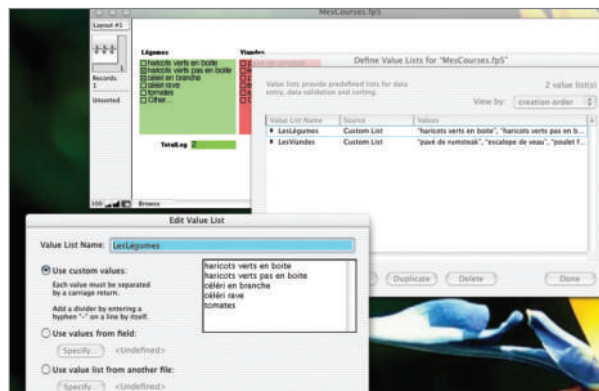 MesCourses.fp5
Layout #1
1
Records:
1
Unsorted
Légumes
haricots verts en boite
haricots verts pas en boite
céléri en branche
céleri rave
tomates
Other...
Viandes
TotalLeg 2
100
Browse
Define Value Lists for "MesCourses.fp5"
Value lists provide predefined lists for data
entry, data validation and sorting.
2 value list(s)
View by: creation order
Value List Name Source Values
LesLégumes Custom List "haricots verts en boite", "haricots verts pas en b...
LesViandes Custom List "pavé de rumsteak", "escalope de veau", "poulet f...
Duplicate Delete Done
Edit Value List
Value List Name: LesLégumes
Use custom values:
Each value must be separated
by a carriage return.
Add a divider by entering a
hyphen "-" on a line by itself.
haricots verts en boite
haricots verts pas en boite
céléri en branche
céléri rave
tomates
Use values from field:
Specify... <Undefined>
Use value list from another file:
Specify... <Undefined>